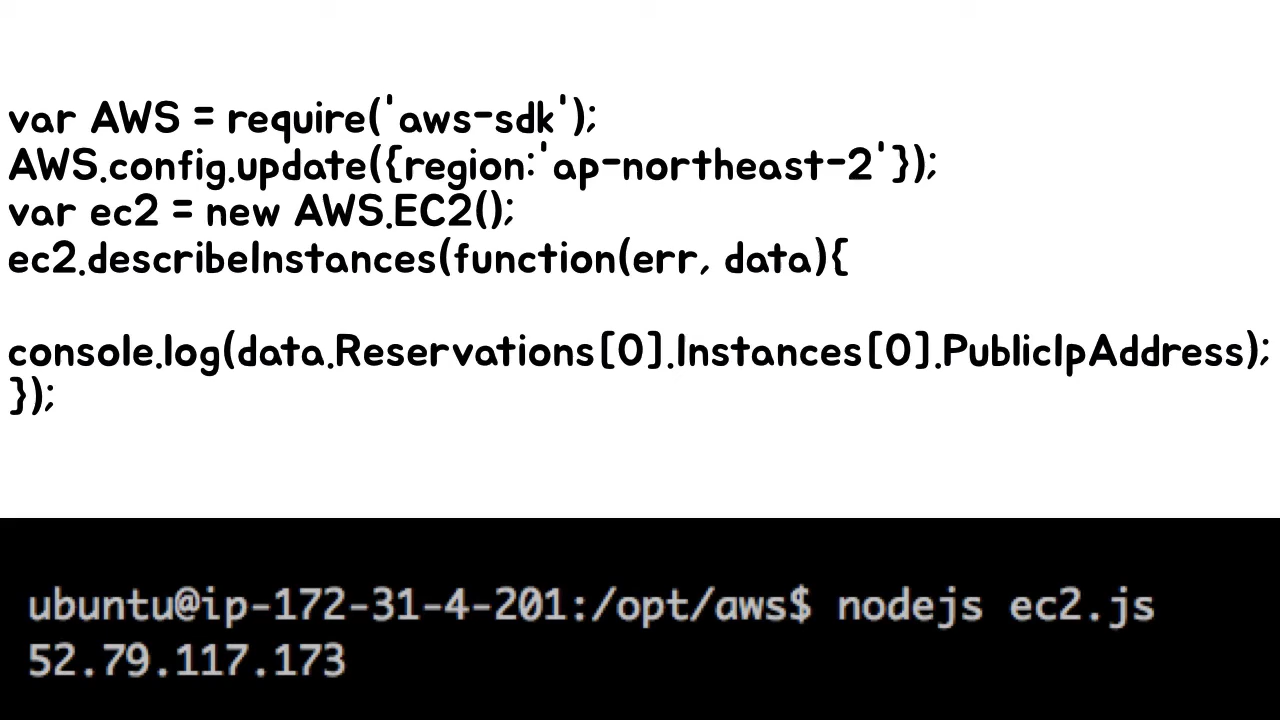 var AWS = require('aws-sdk');
AWS.config.update({region:'ap-northeast-2'});
var ec2 = new AWS.EC2();
ec2.describeInstances(function(err, data){
console.log(data.Reservations[0].Instances[0].PublicIpAddress);
});
ubuntu@ip-172-31-4-201:/opt/aws$ nodejs ec2.js
52.79.117.173